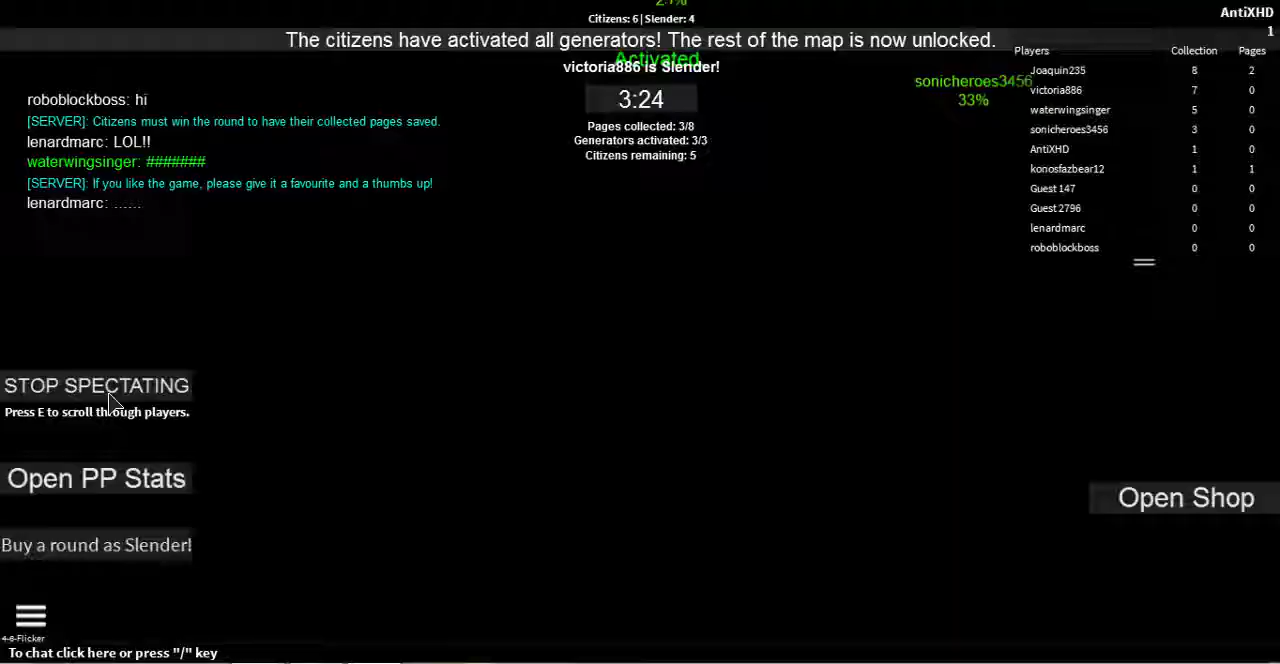 Citizens: 6 | Slender: 4
AntiXHD
1
The citizens have activated all generators! The rest of the map is now unlocked.
Activated
victoria886 is Slender!
3:24
Pages collected: 3/8
Generators activated: 3/3
Citizens remaining: 5
sonicheroes3456
33%
Players Collection Pages
Joaquin235 8 2
victoria886 7 0
waterwingsinger 5 0
sonicheroes3456 3 0
AntiXHD 1 0
konosfazbear12 1 1
Guest 147 0 0
Guest 2796 0 0
lenardmarc 0 0
roboblockboss 0 0
roboblockboss: hi
[SERVER]: Citizens must win the round to have their collected pages saved.
lenardmarc: LOL!!
waterwingsinger: #######
[SERVER]: If you like the game, please give it a favourite and a thumbs up!
lenardmarc: ......
STOP SPECTATING
Press E to scroll through players.
Open PP Stats
Open Shop
Buy a round as Slender!
4-6-Flicker
To chat click here or press "/" key